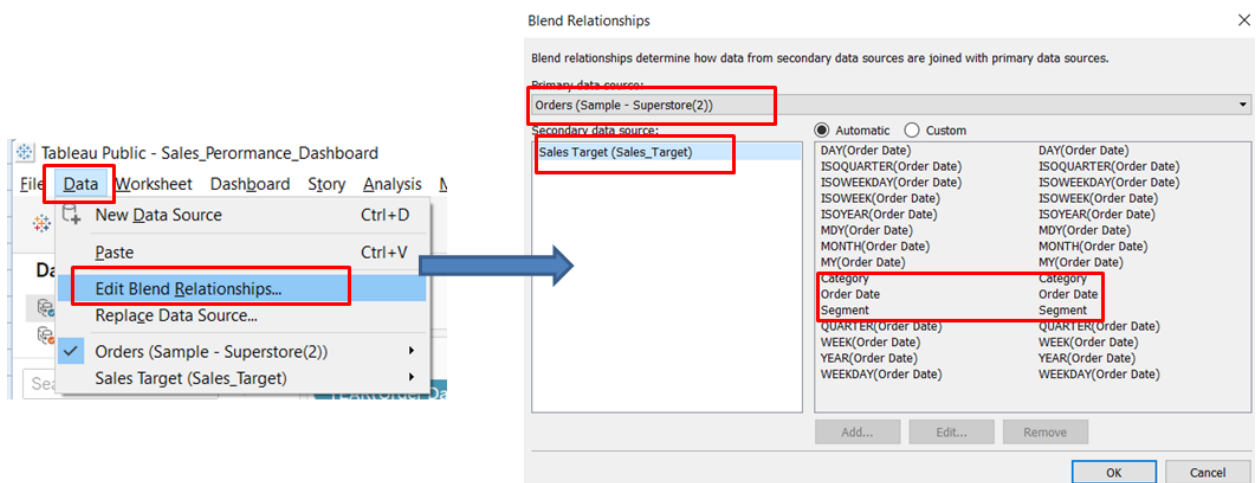 Tableau Public - Sales_Perormance_Dashboard
File Data Worksheet Dashboard Story Analysis
New Data Source Ctrl+D
Paste Ctrl+V
Edit Blend Relationships...
Replace Data Source...
Orders (Sample - Superstore(2))
Sales Target (Sales_Target)
Blend Relationships
Blend relationships determine how data from secondary data sources are joined with primary data sources.
Primary data source:
Orders (Sample - Superstore(2))
Secondary data source:
Sales Target (Sales_Target)
Automatic Custom
DAY(Order Date) DAY(Order Date)
ISOQUARTER(Order Date) ISOQUARTER(Order Date)
ISOWEEKDAY(Order Date) ISOWEEKDAY(Order Date)
ISOWEEK(Order Date) ISOWEEK(Order Date)
ISOYEAR(Order Date) ISOYEAR(Order Date)
MDY(Order Date) MDY(Order Date)
MONTH(Order Date) MONTH(Order Date)
MY(Order Date) MY(Order Date)
Category Category
Order Date Order Date
Segment Segment
QUARTER(Order Date) QUARTER(Order Date)
WEEK(Order Date) WEEK(Order Date)
YEAR(Order Date) YEAR(Order Date)
WEEKDAY(Order Date) WEEKDAY(Order Date)
Add... Edit... Remove
OK Cancel